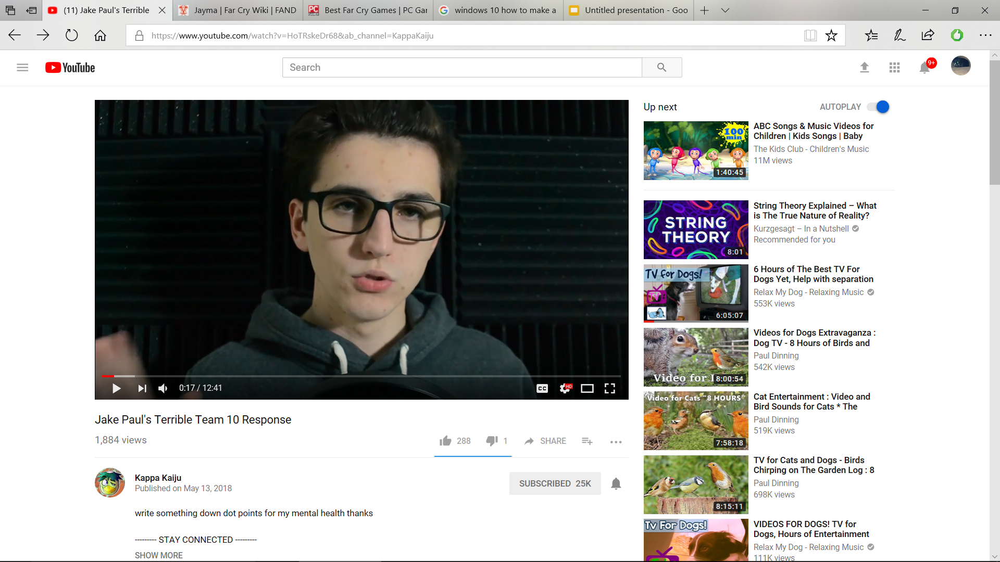 (11) Jake Paul's Terrible
Jayma | Far Cry Wiki | FAND
Best Far Cry Games | PC Gar
windows 10 how to make a
Untitled presentation - Goo
https://www.youtube.com/watch?v=HoTRskeDr68&ab_channel=KappaKaiju
YouTube
Search
9+
Up next
AUTOPLAY
100
min
1:40:45
ABC Songs & Music Videos for
Children | Kids Songs | Baby
The Kids Club - Children's Music
11M views
STRING
THEORY
8:01
String Theory Explained – What
is The True Nature of Reality?
Kurzgesagt – In a Nutshell
Recommended for you
TV for Dogs!
TV
6:05:07
6 Hours of The Best TV For
Dogs Yet, Help with separation
Relax My Dog - Relaxing Music
553K views
Video for
8:00:54
Videos for Dogs Extravaganza :
Dog TV - 8 Hours of Birds and
Paul Dinning
542K views
Video for Cats "8 HOURS"
7:58:18
Cat Entertainment : Video and
Bird Sounds for Cats * The
Paul Dinning
519K views
8:15:11
TV for Cats and Dogs - Birds
Chirping on The Garden Log : 8
Paul Dinning
698K views
Tv For Dogs!
VIDEOS FOR DOGS! TV for
Dogs, Hours of Entertainment
Relax My Dog - Relaxing Music
111K views
0:17 / 12:41
CC
HD
Jake Paul's Terrible Team 10 Response
1,884 views
288
1
SHARE
Kappa Kaiju
Published on May 13, 2018
SUBSCRIBED 25K
write something down dot points for my mental health thanks
--------- STAY CONNECTED ---------
SHOW MORE